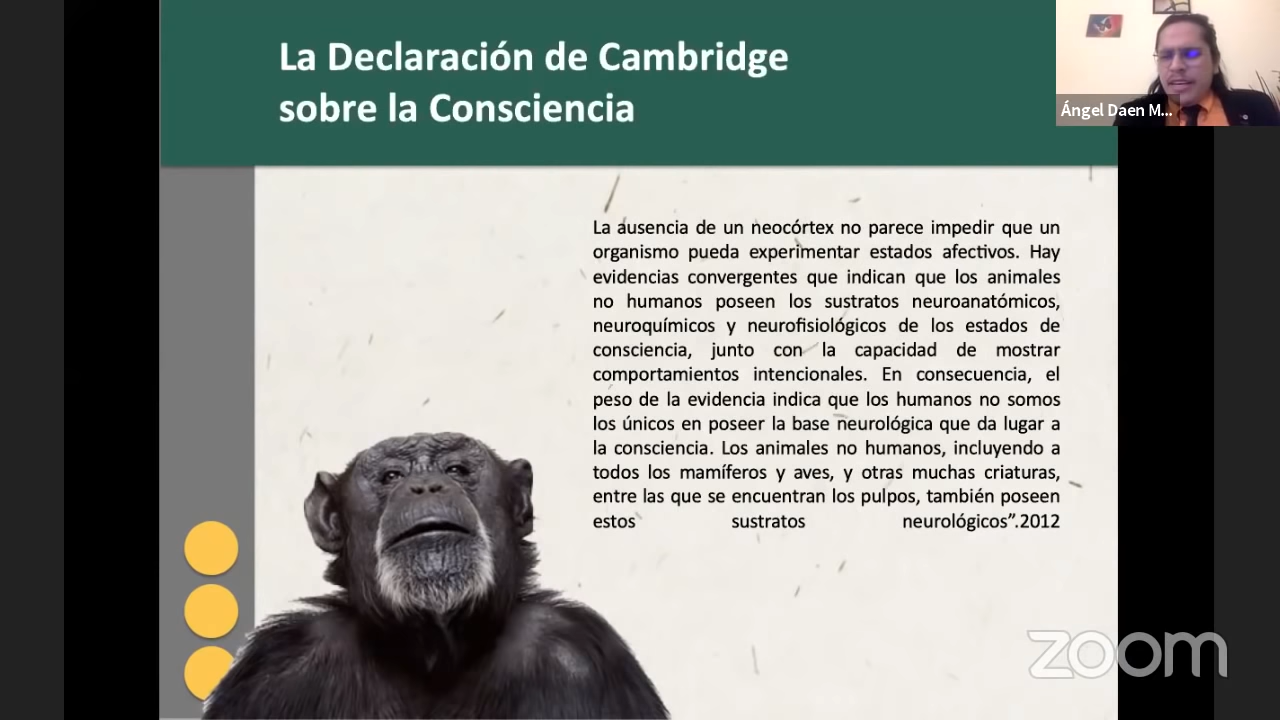 La Declaración de Cambridge
sobre la Consciencia
Ángel Daen M...
La ausencia de un neocórtex no parece impedir que un
organismo pueda experimentar estados afectivos. Hay
evidencias convergentes que indican que los animales
no humanos poseen los sustratos neuroanatómicos,
neuroquímicos y neurofisiológicos de los estados de
consciencia, junto con la capacidad de mostrar
comportamientos intencionales. En consecuencia, el
peso de la evidencia indica que los humanos no somos
los únicos en poseer la base neurológica que da lugar a
la consciencia. Los animales no humanos, incluyendo a
todos los mamíferos y aves, y otras muchas criaturas,
entre las que se encuentran los pulpos, también poseen
estos sustratos neurológicos”.2012
zoom